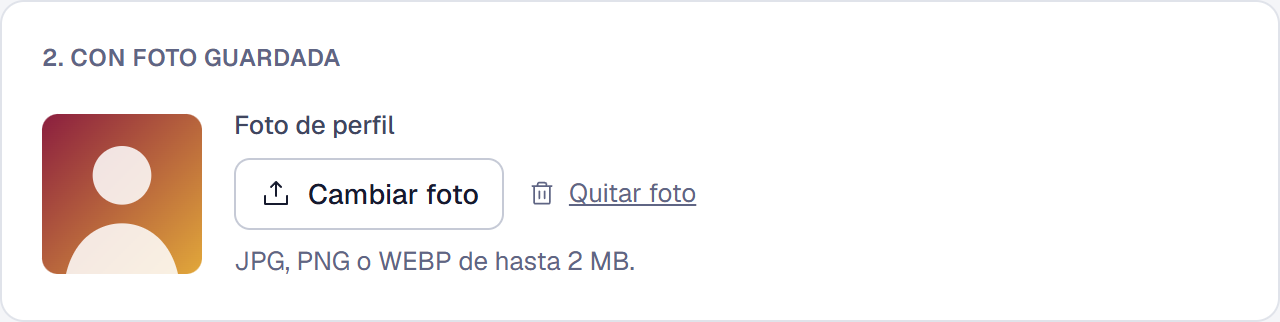 2. CON FOTO GUARDADA
Foto de perfil
Cambiar foto
Quitar foto
JPG, PNG o WEBP de hasta 2 MB.